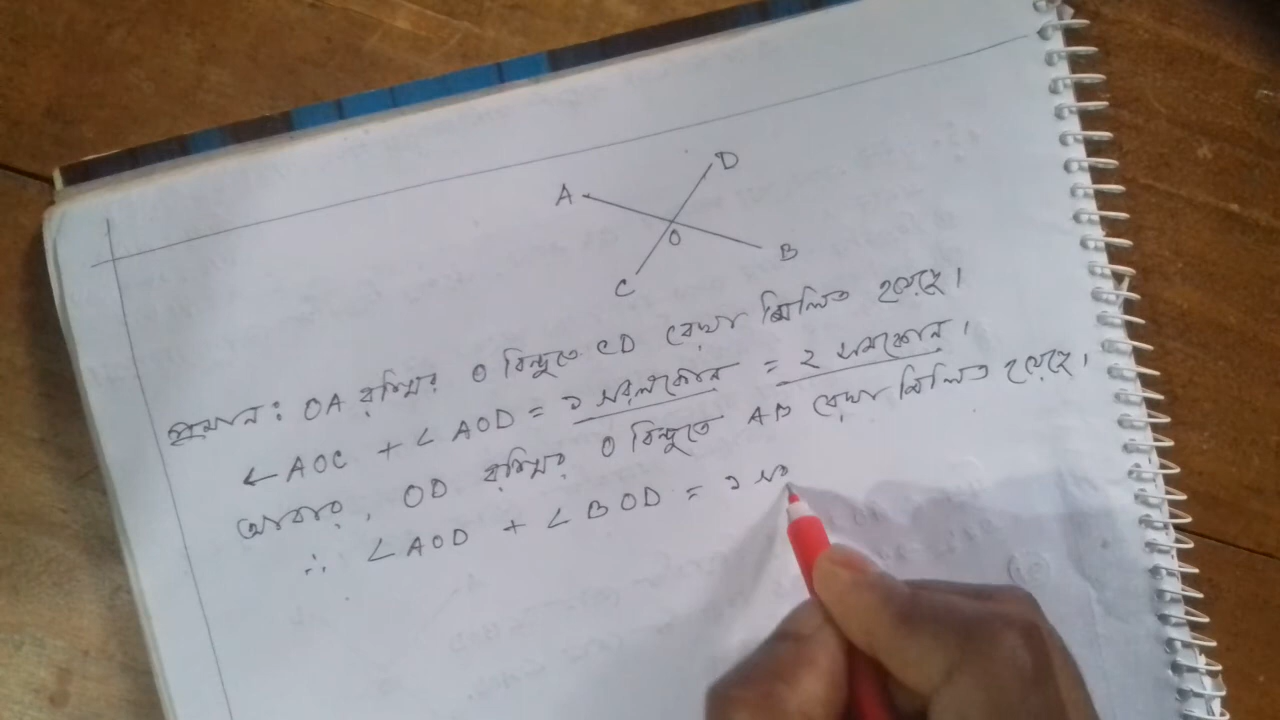 D
A
O
B
C
প্রমান: OA রশ্মির O বিন্দুতে CD রেখা মিলিত হয়েছে।
∠AOC + ∠AOD = ১ সরলকোন = ২ সমকোন।
আবার, OD রশ্মির O বিন্দুতে AB রেখা মিলিত হয়েছে।
∴ ∠AOD + ∠BOD = ১ সর